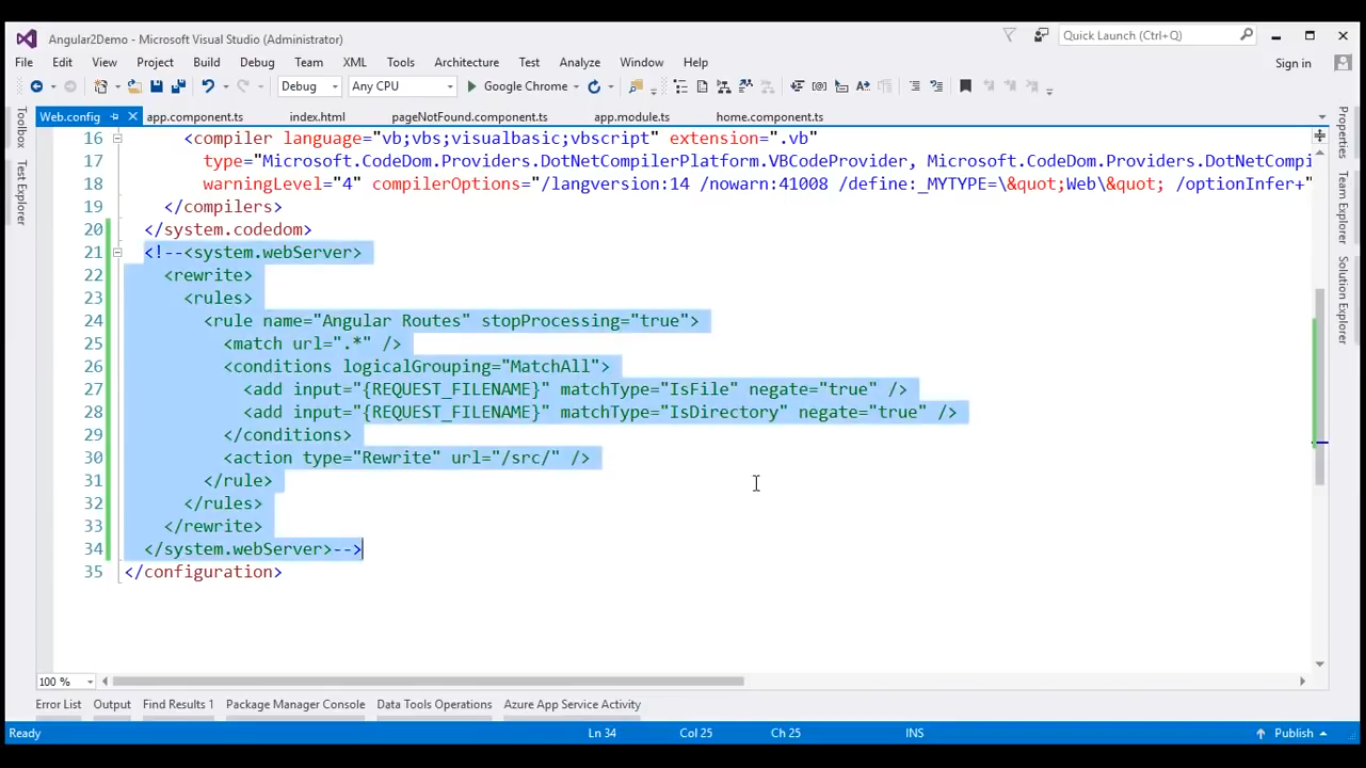 Angular2Demo - Microsoft Visual Studio (Administrator)
Quick Launch (Ctrl+Q)
File Edit View Project Build Debug Team XML Tools Architecture Test Analyze Window Help
Sign in
Debug Any CPU Google Chrome
Web.config app.component.ts index.html pageNotFound.component.ts app.module.ts home.component.ts
Toolbox
Test Explorer
Properties
Team Explorer
Solution Explorer
16 <compiler language="vb;vbs;visualbasic;vbscript" extension=".vb"
17 type="Microsoft.CodeDom.Providers.DotNetCompilerPlatform.VBCodeProvider, Microsoft.CodeDom.Providers.DotNetCompi
18 warningLevel="4" compilerOptions="/langversion:14 /nowarn:41008 /define:_MYTYPE=\&quot;Web\&quot; /optionInfer+"
19 </compilers>
20 </system.codedom>
21 <!--<system.webServer>
22 <rewrite>
23 <rules>
24 <rule name="Angular Routes" stopProcessing="true">
25 <match url=".*" />
26 <conditions logicalGrouping="MatchAll">
27 <add input="{REQUEST_FILENAME}" matchType="IsFile" negate="true" />
28 <add input="{REQUEST_FILENAME}" matchType="IsDirectory" negate="true" />
29 </conditions>
30 <action type="Rewrite" url="/src/" />
31 </rule>
32 </rules>
33 </rewrite>
34 </system.webServer>-->
35 </configuration>
100 %
Error List Output Find Results 1 Package Manager Console Data Tools Operations Azure App Service Activity
Ready Ln 34 Col 25 Ch 25 INS Publish